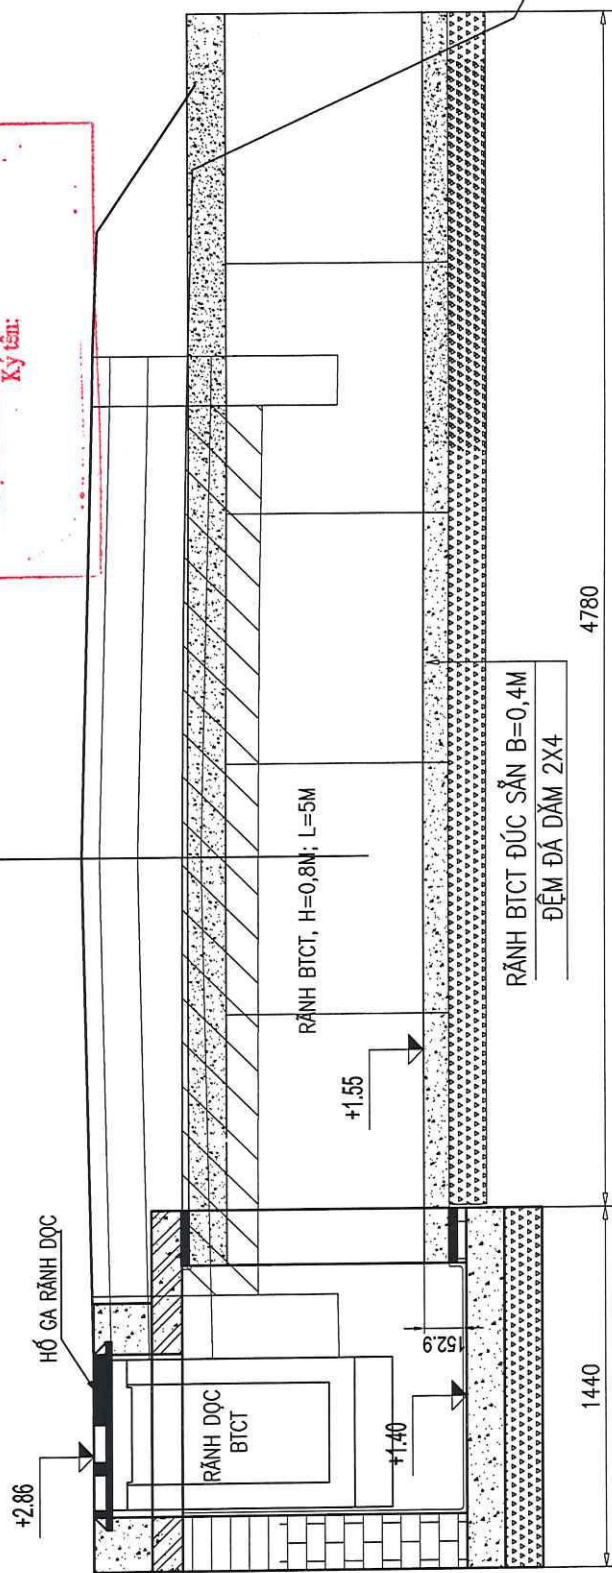 Ký tên:
HỐ GA RÃNH DỌC
+2.86
RÃNH DỌC
BTCT
RÃNH BTCT, H=0,8M; L=5M
+1.55
152.9
+1.40
RÃNH BTCT ĐÚC SẴN B=0,4M
ĐỆM ĐÁ DĂM 2X4
1440
4780